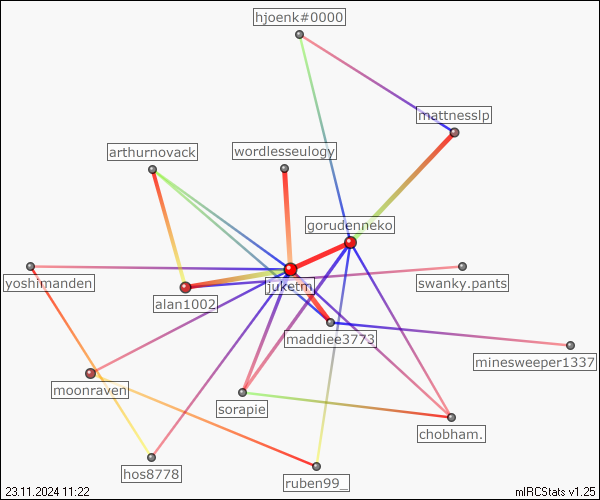 hjoenk#0000
mattnesslp
arthurnovack
wordlesseulogy
gorudenneko
yoshimanden
juketm
swanky.pants
alan1002
maddiee3773
minesweeper1337
moonraven
sorapie
chobham.
hos8778
ruben99_
23.11.2024 11:22
mIRCStats v1.25